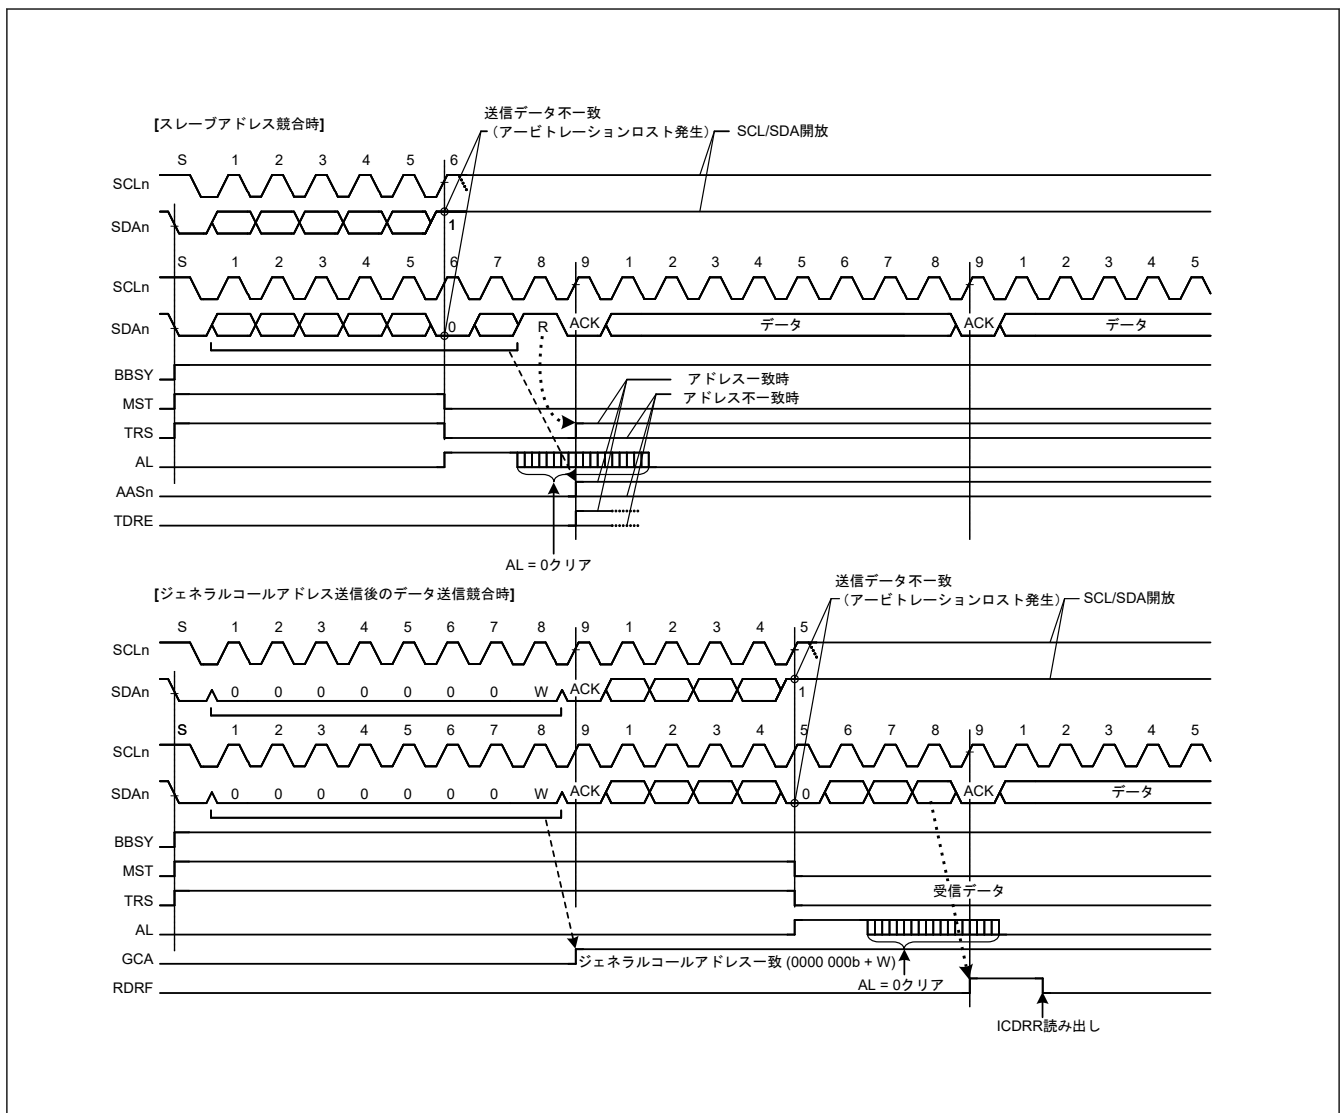 [スレーブアドレス競合時]
送信データ不一致
（アービトレーションロスト発生）
SCL/SDA開放
S 1 2 3 4 5 6
SCLn
SDAn
1
S 1 2 3 4 5 6 7 8 9 1 2 3 4 5 6 7 8 9 1 2 3 4 5
SCLn
SDAn
0 R ACK データ ACK データ
BBSY
アドレス一致時
MST
アドレス不一致時
TRS
AL
AASn
TDRE
AL = 0クリア
[ジェネラルコールアドレス送信後のデータ送信競合時]
送信データ不一致
（アービトレーションロスト発生）
SCL/SDA開放
S 1 2 3 4 5 6 7 8 9 1 2 3 4 5
SCLn
SDAn
0 0 0 0 0 0 0 W ACK 1
S 1 2 3 4 5 6 7 8 9 1 2 3 4 5 6 7 8 9 1 2 3 4 5
SCLn
SDAn
0 0 0 0 0 0 0 W ACK 0 ACK データ
BBSY
MST
TRS
受信データ
AL
GCA
ジェネラルコールアドレス一致 (0000 000b + W)
RDRF
AL = 0クリア
ICDRR読み出し